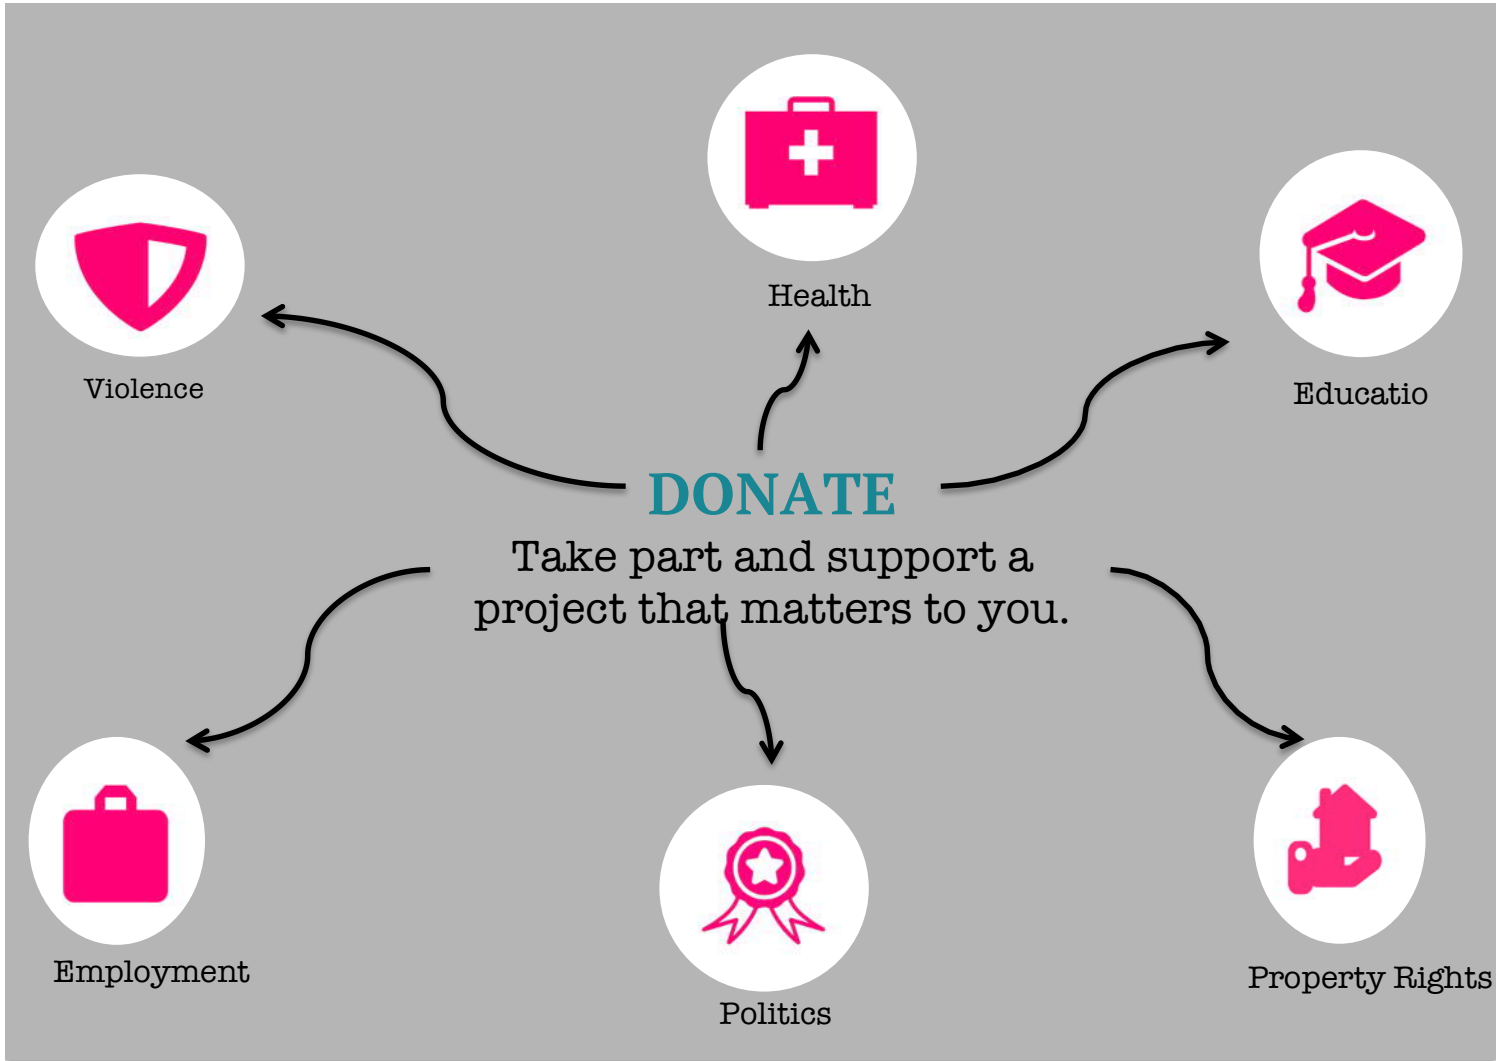 Health
Violence
Educatio
DONATE
Take part and support a
project that matters to you.
Employment
Property Rights
Politics